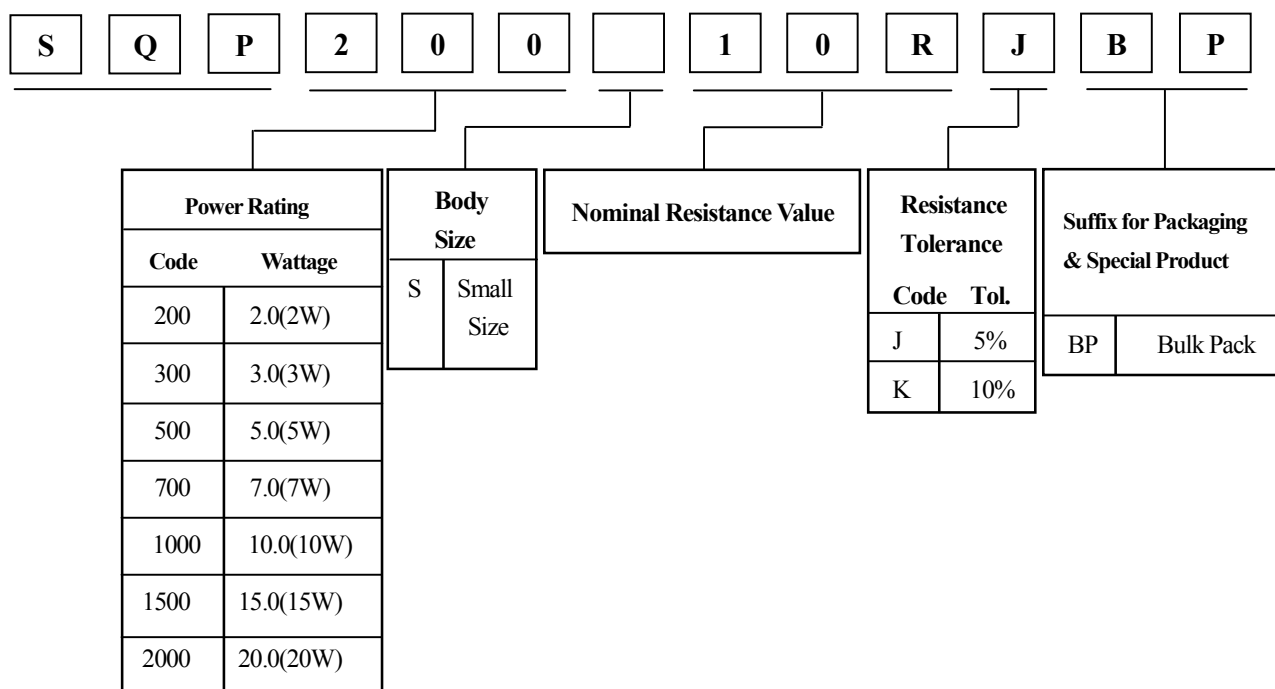 S Q P 2 0 0 1 0 R J B P
Power Rating
Code Wattage
200 2.0(2W)
300 3.0(3W)
500 5.0(5W)
700 7.0(7W)
1000 10.0(10W)
1500 15.0(15W)
2000 20.0(20W)
Body
Size
S Small
Size
Nominal Resistance Value
Resistance
Tolerance
Code Tol.
J 5%
K 10%
Suffix for Packaging
& Special Product
BP Bulk Pack